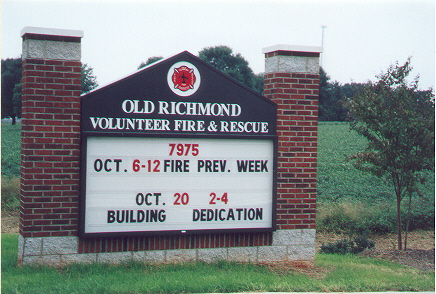 OLD RICHMOND
VOLUNTEER FIRE & RESCUE
7975
OCT. 6-12 FIRE PREV. WEEK
OCT. 20 2-4
BUILDING DEDICATION